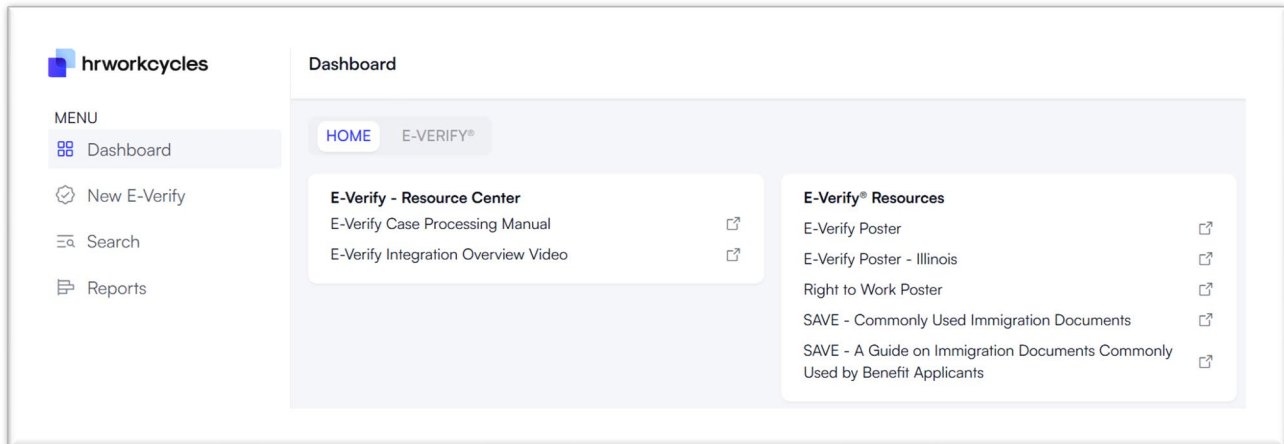 hrworkcycles
MENU
Dashboard
New E-Verify
Search
Reports
Dashboard
HOME
E-VERIFY®
E-Verify - Resource Center
E-Verify Case Processing Manual
E-Verify Integration Overview Video
E-Verify® Resources
E-Verify Poster
E-Verify Poster - Illinois
Right to Work Poster
SAVE - Commonly Used Immigration Documents
SAVE - A Guide on Immigration Documents Commonly
Used by Benefit Applicants